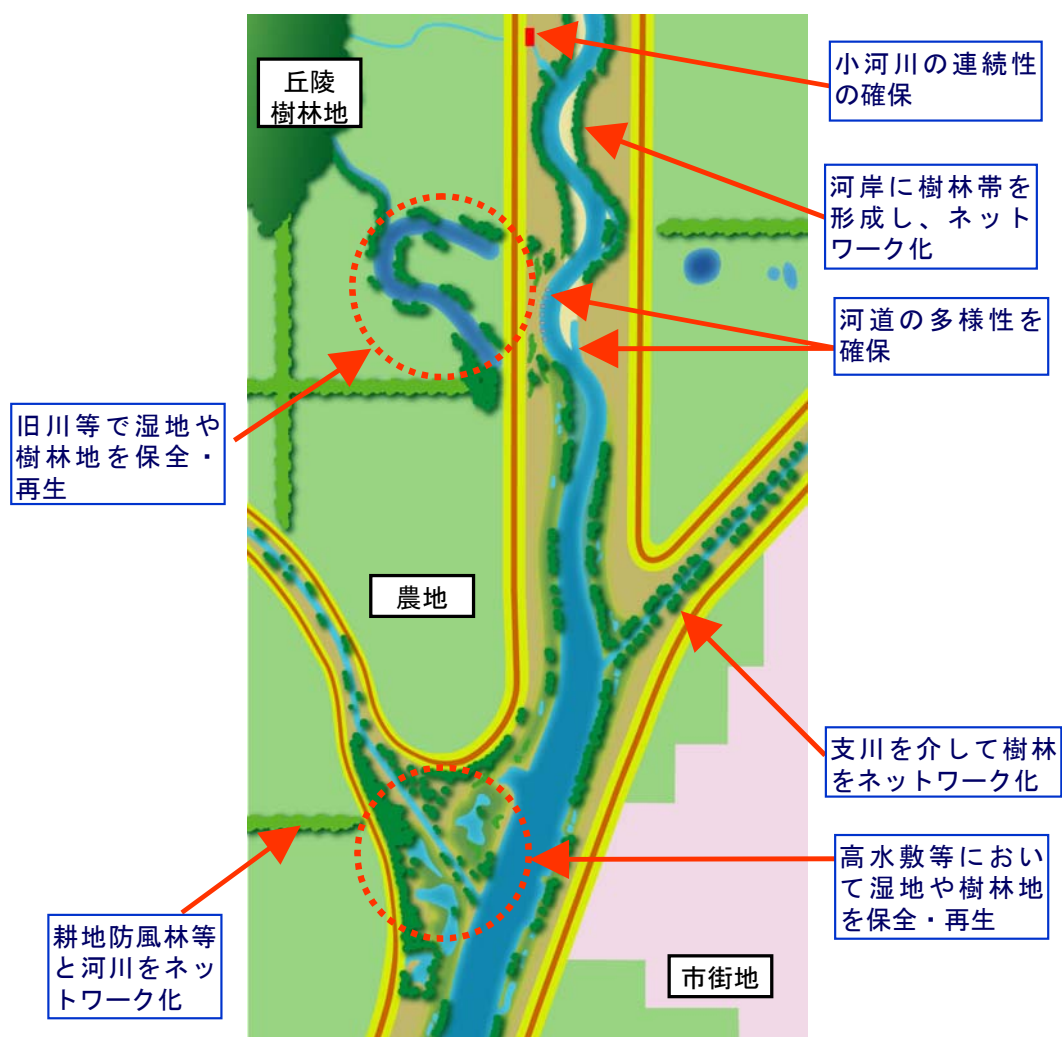 丘陵
樹林地
小河川の連続性
の確保
河岸に樹林帯を
形成し、ネット
ワーク化
河道の多様性を
確保
旧川等で湿地や
樹林地を保全・
再生
農地
支川を介して樹林
をネットワーク化
高水敷等におい
て湿地や樹林地
を保全・再生
耕地防風林等
と河川をネッ
トワーク化
市街地